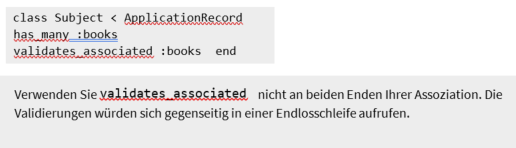 class Subject < ApplicationRecord
has_many :books
validates_associated :books end
Verwenden Sie validates_associated nicht an beiden Enden Ihrer Assoziation. Die
Validierungen würden sich gegenseitig in einer Endlosschleife aufrufen.